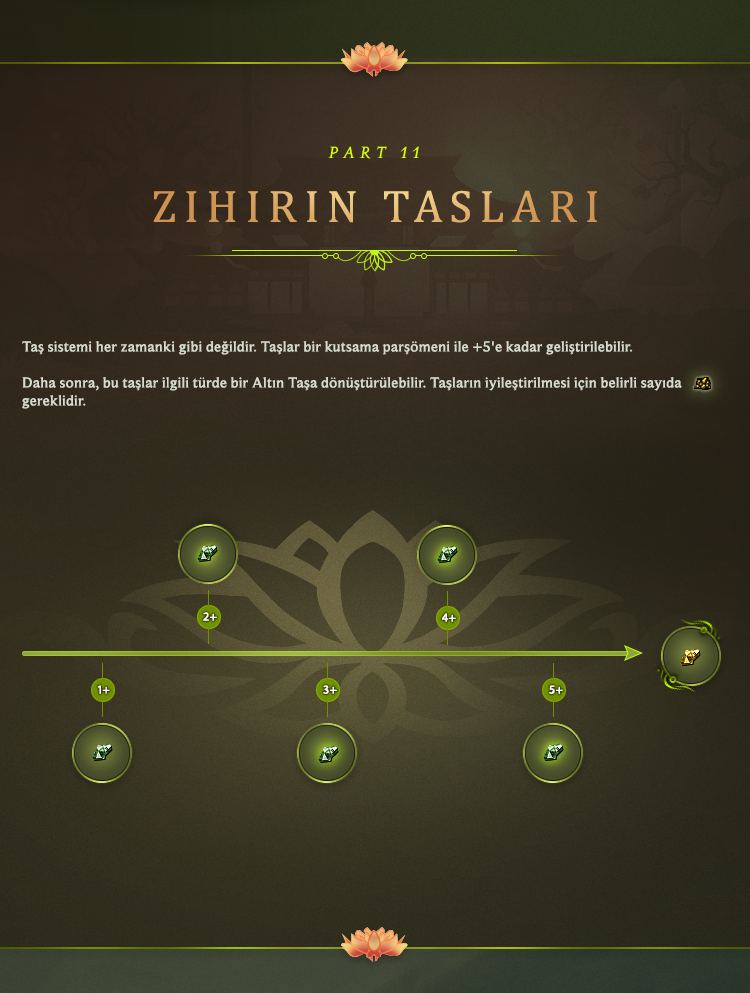 PART 11
ZIHIRIN TASLARI
Taş sistemi her zamanki gibi değildir. Taşlar bir kutsama parşömeni ile +5'e kadar geliştirilebilir.
Daha sonra, bu taşlar ilgili türde bir Altın Taşa dönüştürülebilir. Taşların iyileştirilmesi için belirli sayıda
gereklidir.
2+
4+
1+
3+
5+